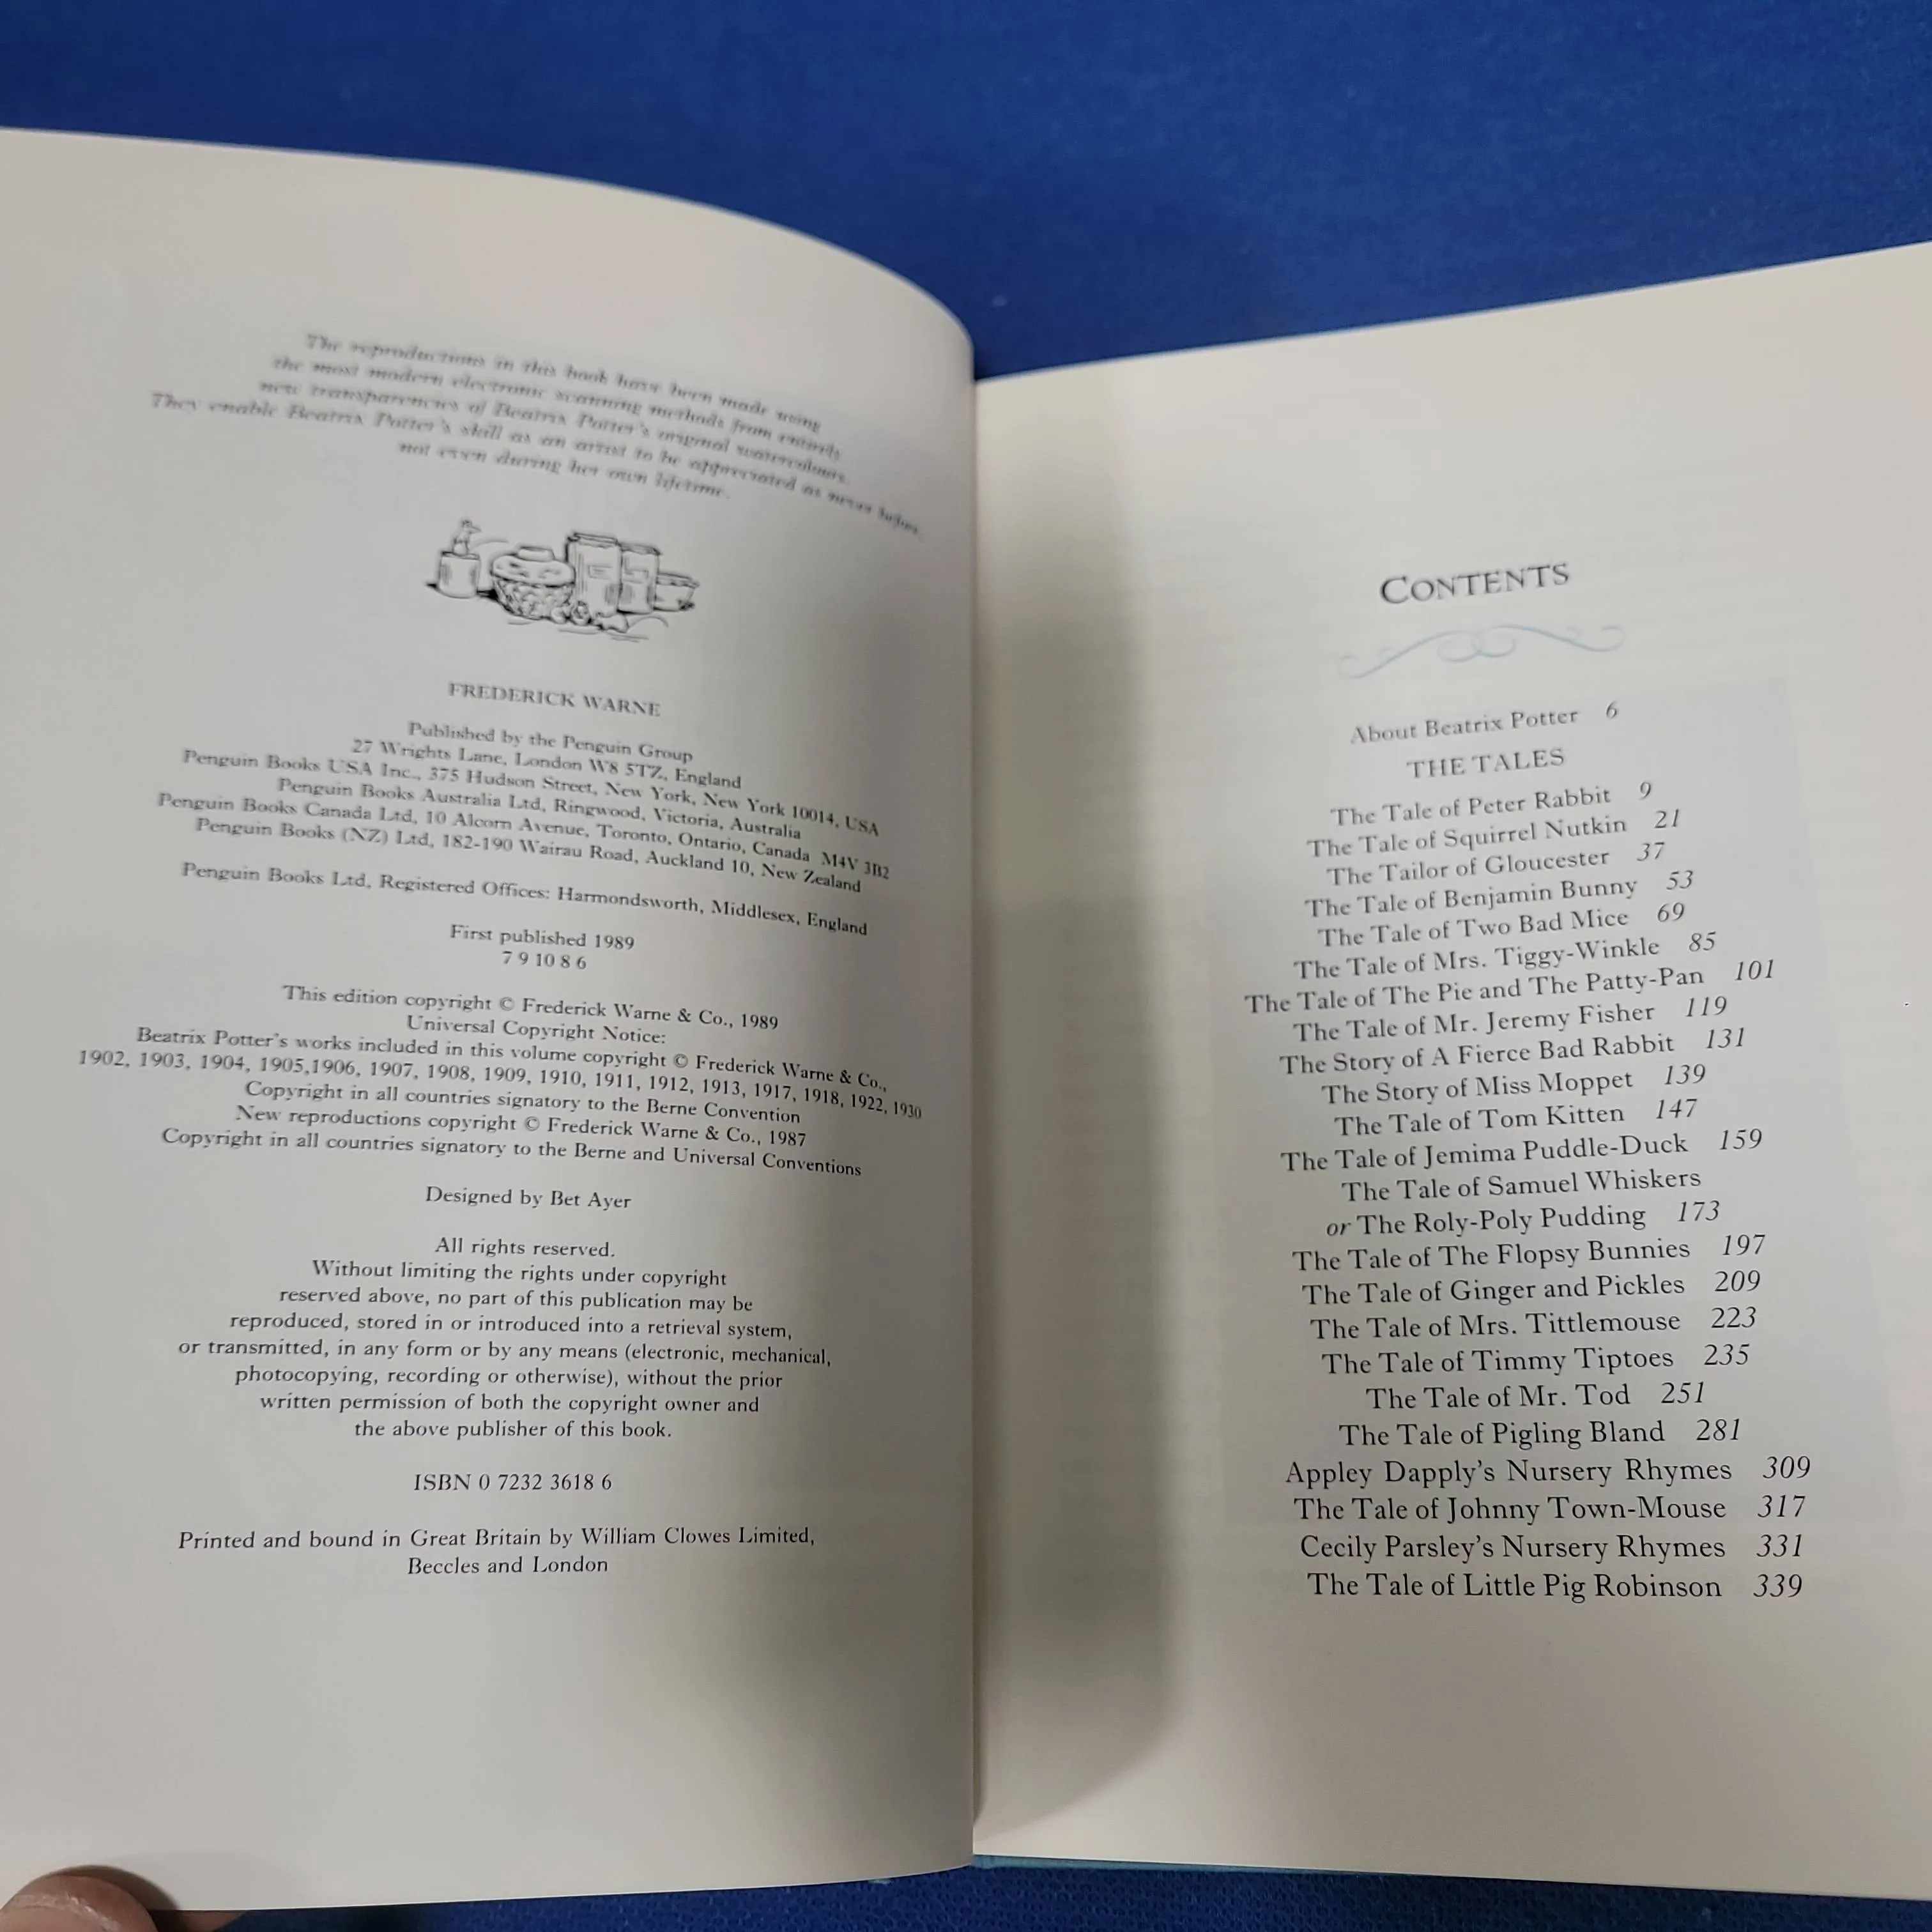 The reproductions in this book have been made using
the most modern electronic scanning methods from entirely
new transparencies of Beatrix Potter's original watercolours.
They enable Beatrix Potter's skill as an artist to be appreciated as never before,
not even during her own lifetime.
FREDERICK WARNE
Published by the Penguin Group
27 Wrights Lane, London W8 5TZ, England
Penguin Books USA Inc., 375 Hudson Street, New York, New York 10014, USA
Penguin Books Australia Ltd, Ringwood, Victoria, Australia
Penguin Books Canada Ltd, 10 Alcorn Avenue, Toronto, Ontario, Canada M4V 3B2
Penguin Books (NZ) Ltd, 182-190 Wairau Road, Auckland 10, New Zealand
Penguin Books Ltd, Registered Offices: Harmondsworth, Middlesex, England
First published 1989
7 9 10 8 6
This edition copyright © Frederick Warne & Co., 1989
Universal Copyright Notice:
Beatrix Potter's works included in this volume copyright © Frederick Warne & Co.,
1902, 1903, 1904, 1905,1906, 1907, 1908, 1909, 1910, 1911, 1912, 1913, 1917, 1918, 1922, 1930
Copyright in all countries signatory to the Berne Convention
New reproductions copyright © Frederick Warne & Co., 1987
Copyright in all countries signatory to the Berne and Universal Conventions
Designed by Bet Ayer
All rights reserved.
Without limiting the rights under copyright
reserved above, no part of this publication may be
reproduced, stored in or introduced into a retrieval system,
or transmitted, in any form or by any means (electronic, mechanical,
photocopying, recording or otherwise), without the prior
written permission of both the copyright owner and
the above publisher of this book.
ISBN 0 7232 3618 6
Printed and bound in Great Britain by William Clowes Limited,
Beccles and London
CONTENTS
About Beatrix Potter 6
THE TALES
The Tale of Peter Rabbit 9
The Tale of Squirrel Nutkin 21
The Tailor of Gloucester 37
The Tale of Benjamin Bunny 53
The Tale of Two Bad Mice 69
The Tale of Mrs. Tiggy-Winkle 85
The Tale of The Pie and The Patty-Pan 101
The Tale of Mr. Jeremy Fisher 119
The Story of A Fierce Bad Rabbit 131
The Story of Miss Moppet 139
The Tale of Tom Kitten 147
The Tale of Jemima Puddle-Duck 159
The Tale of Samuel Whiskers
or The Roly-Poly Pudding 173
The Tale of The Flopsy Bunnies 197
The Tale of Ginger and Pickles 209
The Tale of Mrs. Tittlemouse 223
The Tale of Timmy Tiptoes 235
The Tale of Mr. Tod 251
The Tale of Pigling Bland 281
Appley Dapply's Nursery Rhymes 309
The Tale of Johnny Town-Mouse 317
Cecily Parsley's Nursery Rhymes 331
The Tale of Little Pig Robinson 339